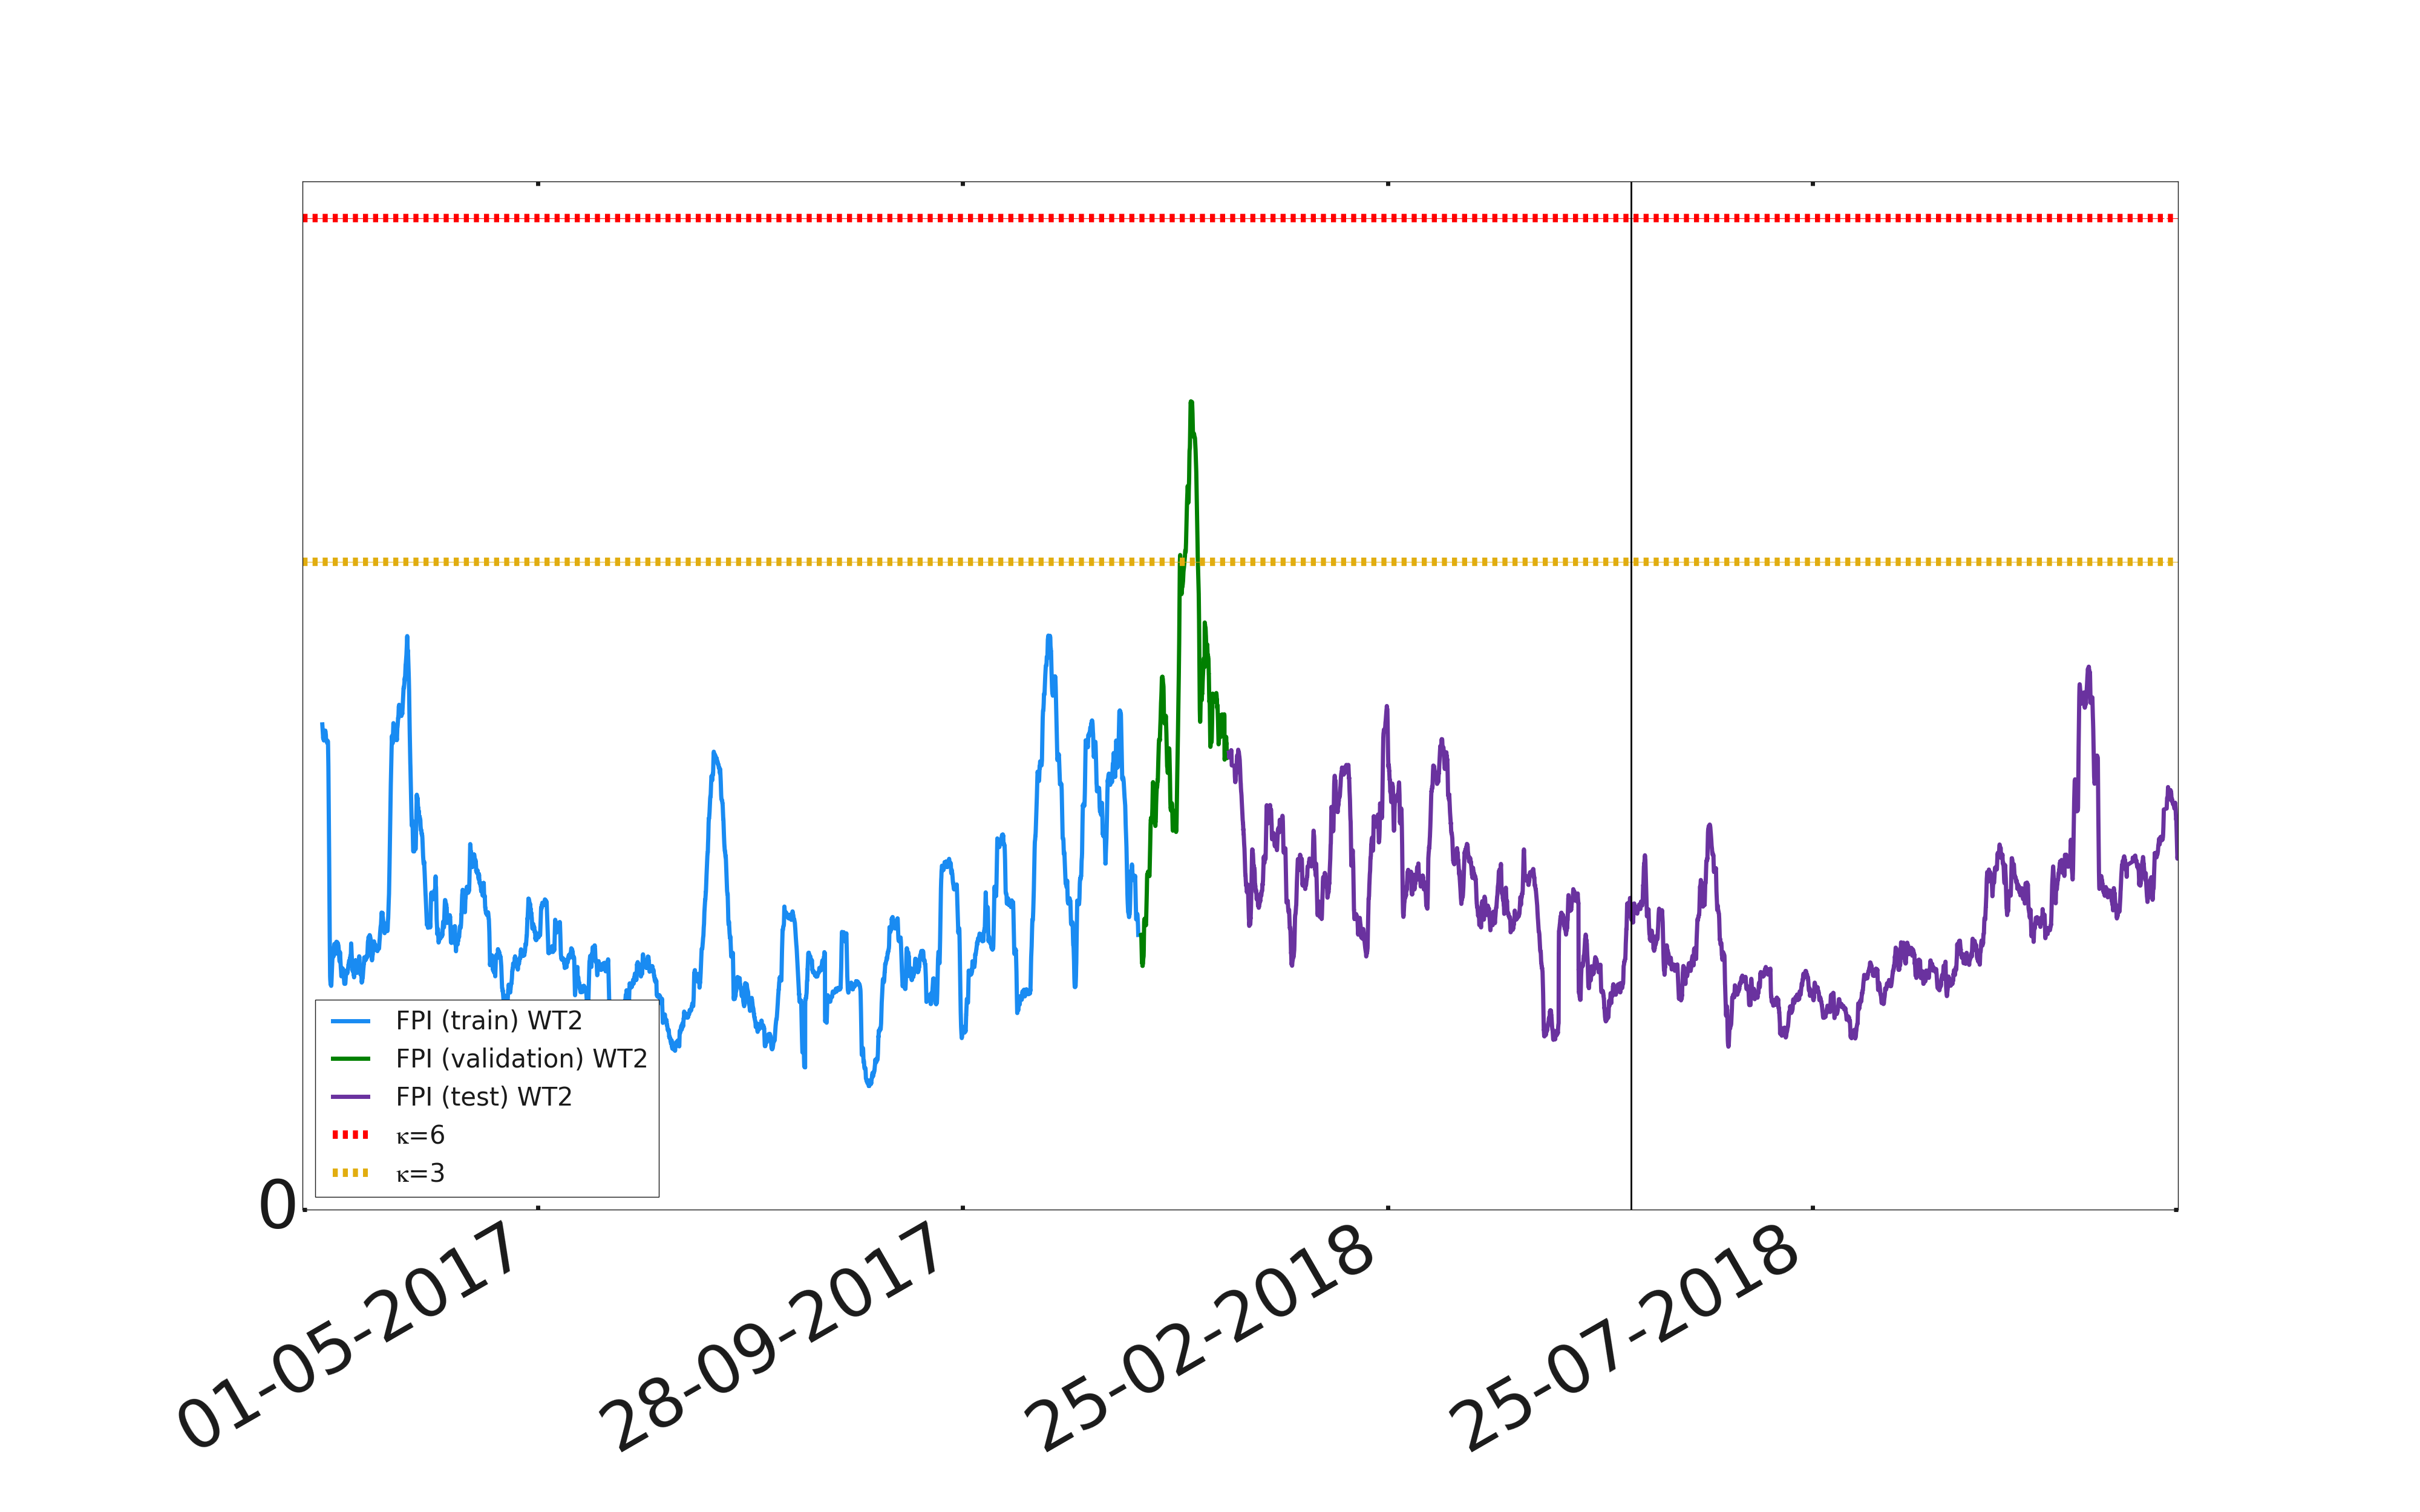 FPI (train) WT2
FPI (validation) WT2
FPI (test) WT2
κ=6
κ=3
0
01-05-2017
28-09-2017
25-02-2018
25-07-2018